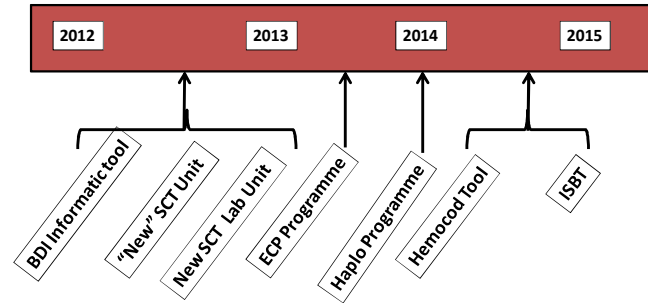 2012
2013
2014
2015
BDI Informatic tool
“New” SCT Unit
New SCT Lab Unit
ECP Programme
Haplo Programme
Hemocod Tool
ISBT